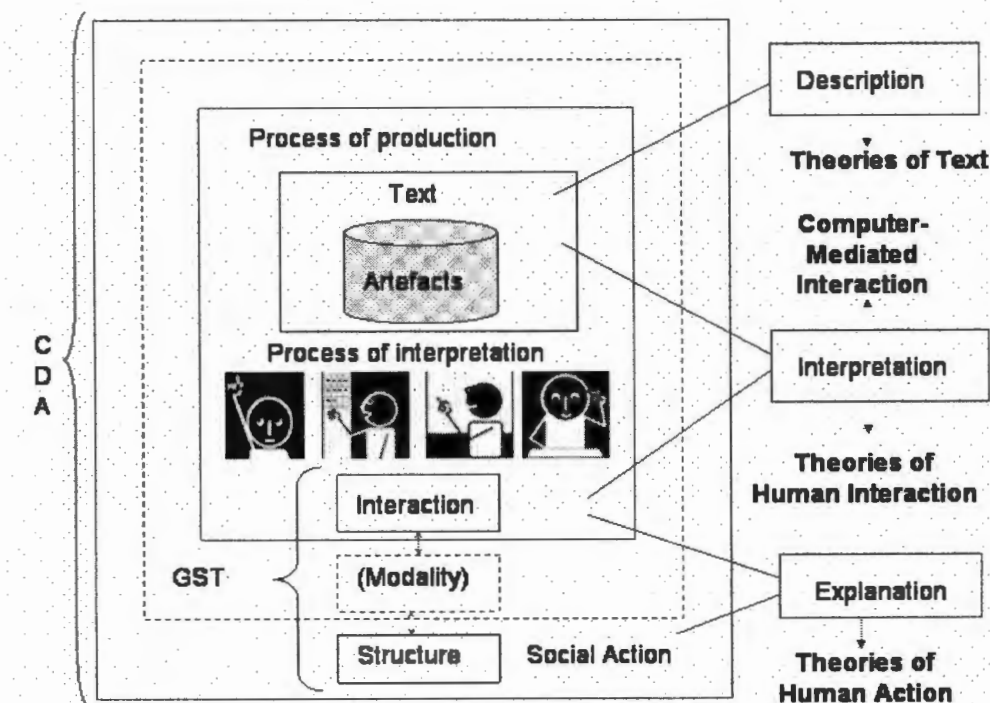 C
D
A
Process of production
Text
Artefacts
Process of interpretation
Interaction
GST
(Modality)
Structure
Social Action
Description
Theories of Text
Computer-
Mediated
Interaction
Interpretation
Theories of
Human Interaction
Explanation
Theories of
Human Action